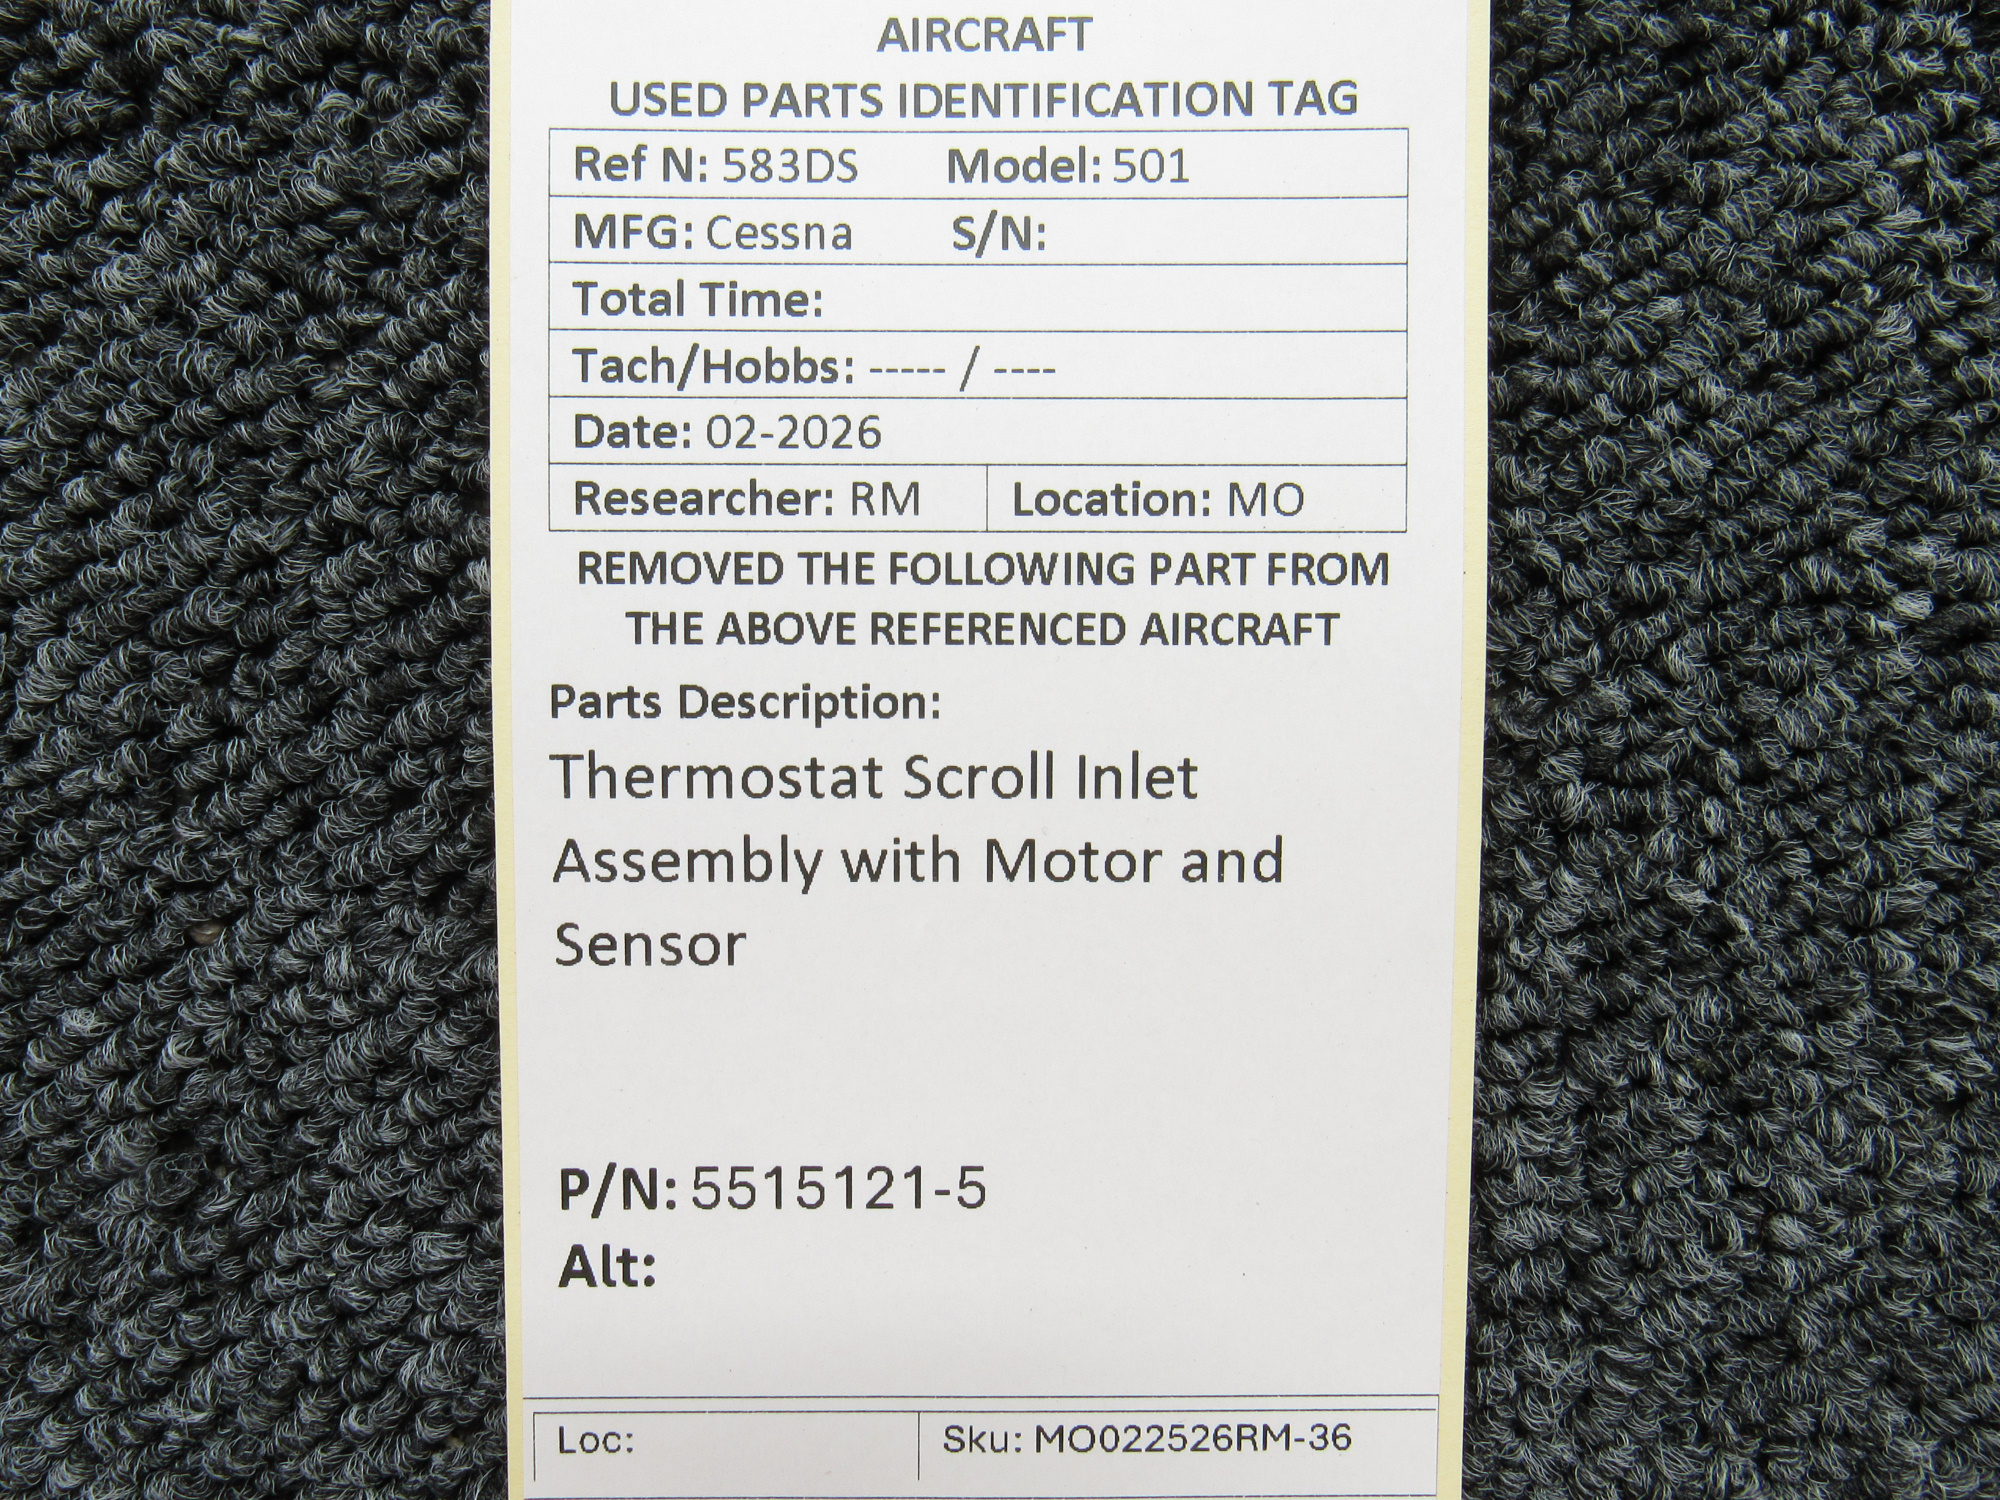 AIRCRAFT
USED PARTS IDENTIFICATION TAG
Ref N: 583DS Model: 501
MFG: Cessna S/N:
Total Time:
Tach/Hobbs: ----- / ----
Date: 02-2026
Researcher: RM Location: MO
REMOVED THE FOLLOWING PART FROM
THE ABOVE REFERENCED AIRCRAFT
Parts Description:
Thermostat Scroll Inlet
Assembly with Motor and
Sensor
P/N: 5515121-5
Alt:
Loc: Sku: MO022526RM-36